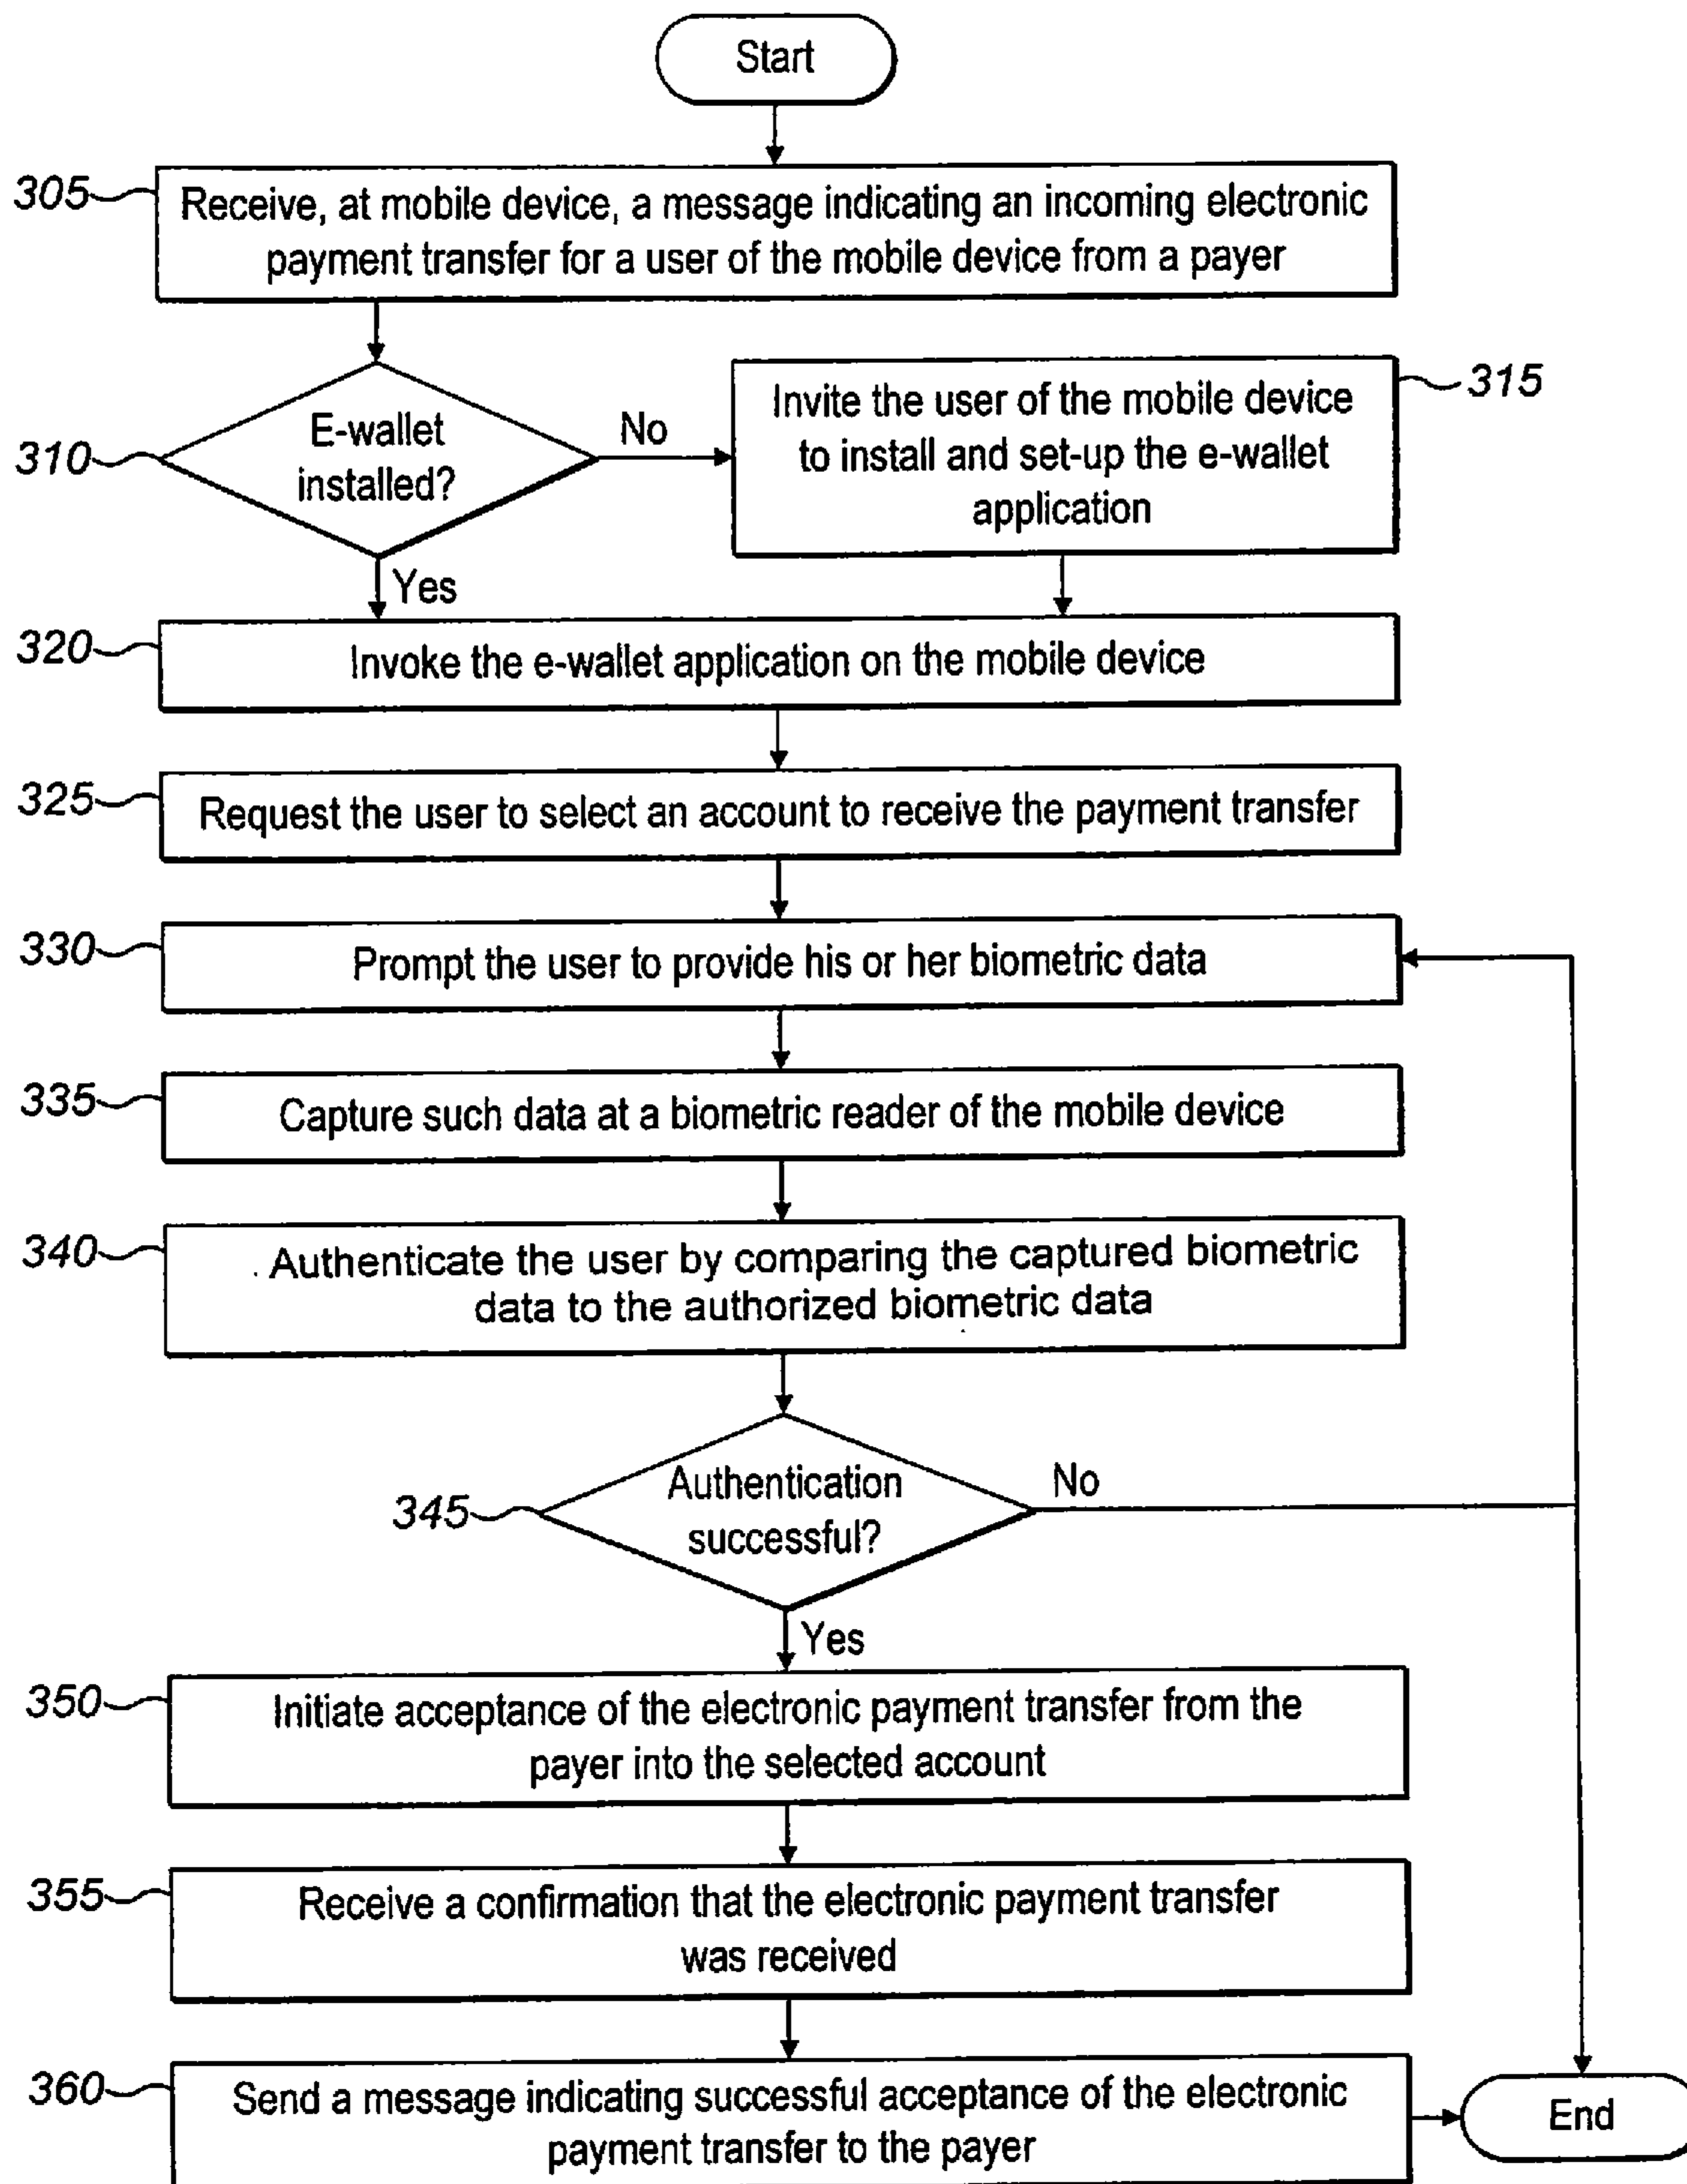 Start
305
Receive, at mobile device, a message indicating an incoming electronic
payment transfer for a user of the mobile device from a payer
310
E-wallet
installed?
No
315
Invite the user of the mobile device
to install and set-up the e-wallet
application
Yes
320
Invoke the e-wallet application on the mobile device
325
Request the user to select an account to receive the payment transfer
330
Prompt the user to provide his or her biometric data
335
Capture such data at a biometric reader of the mobile device
340
Authenticate the user by comparing the captured biometric
data to the authorized biometric data
345
Authentication
successful?
No
Yes
350
Initiate acceptance of the electronic payment transfer from the
payer into the selected account
355
Receive a confirmation that the electronic payment transfer
was received
360
Send a message indicating successful acceptance of the electronic
payment transfer to the payer
End